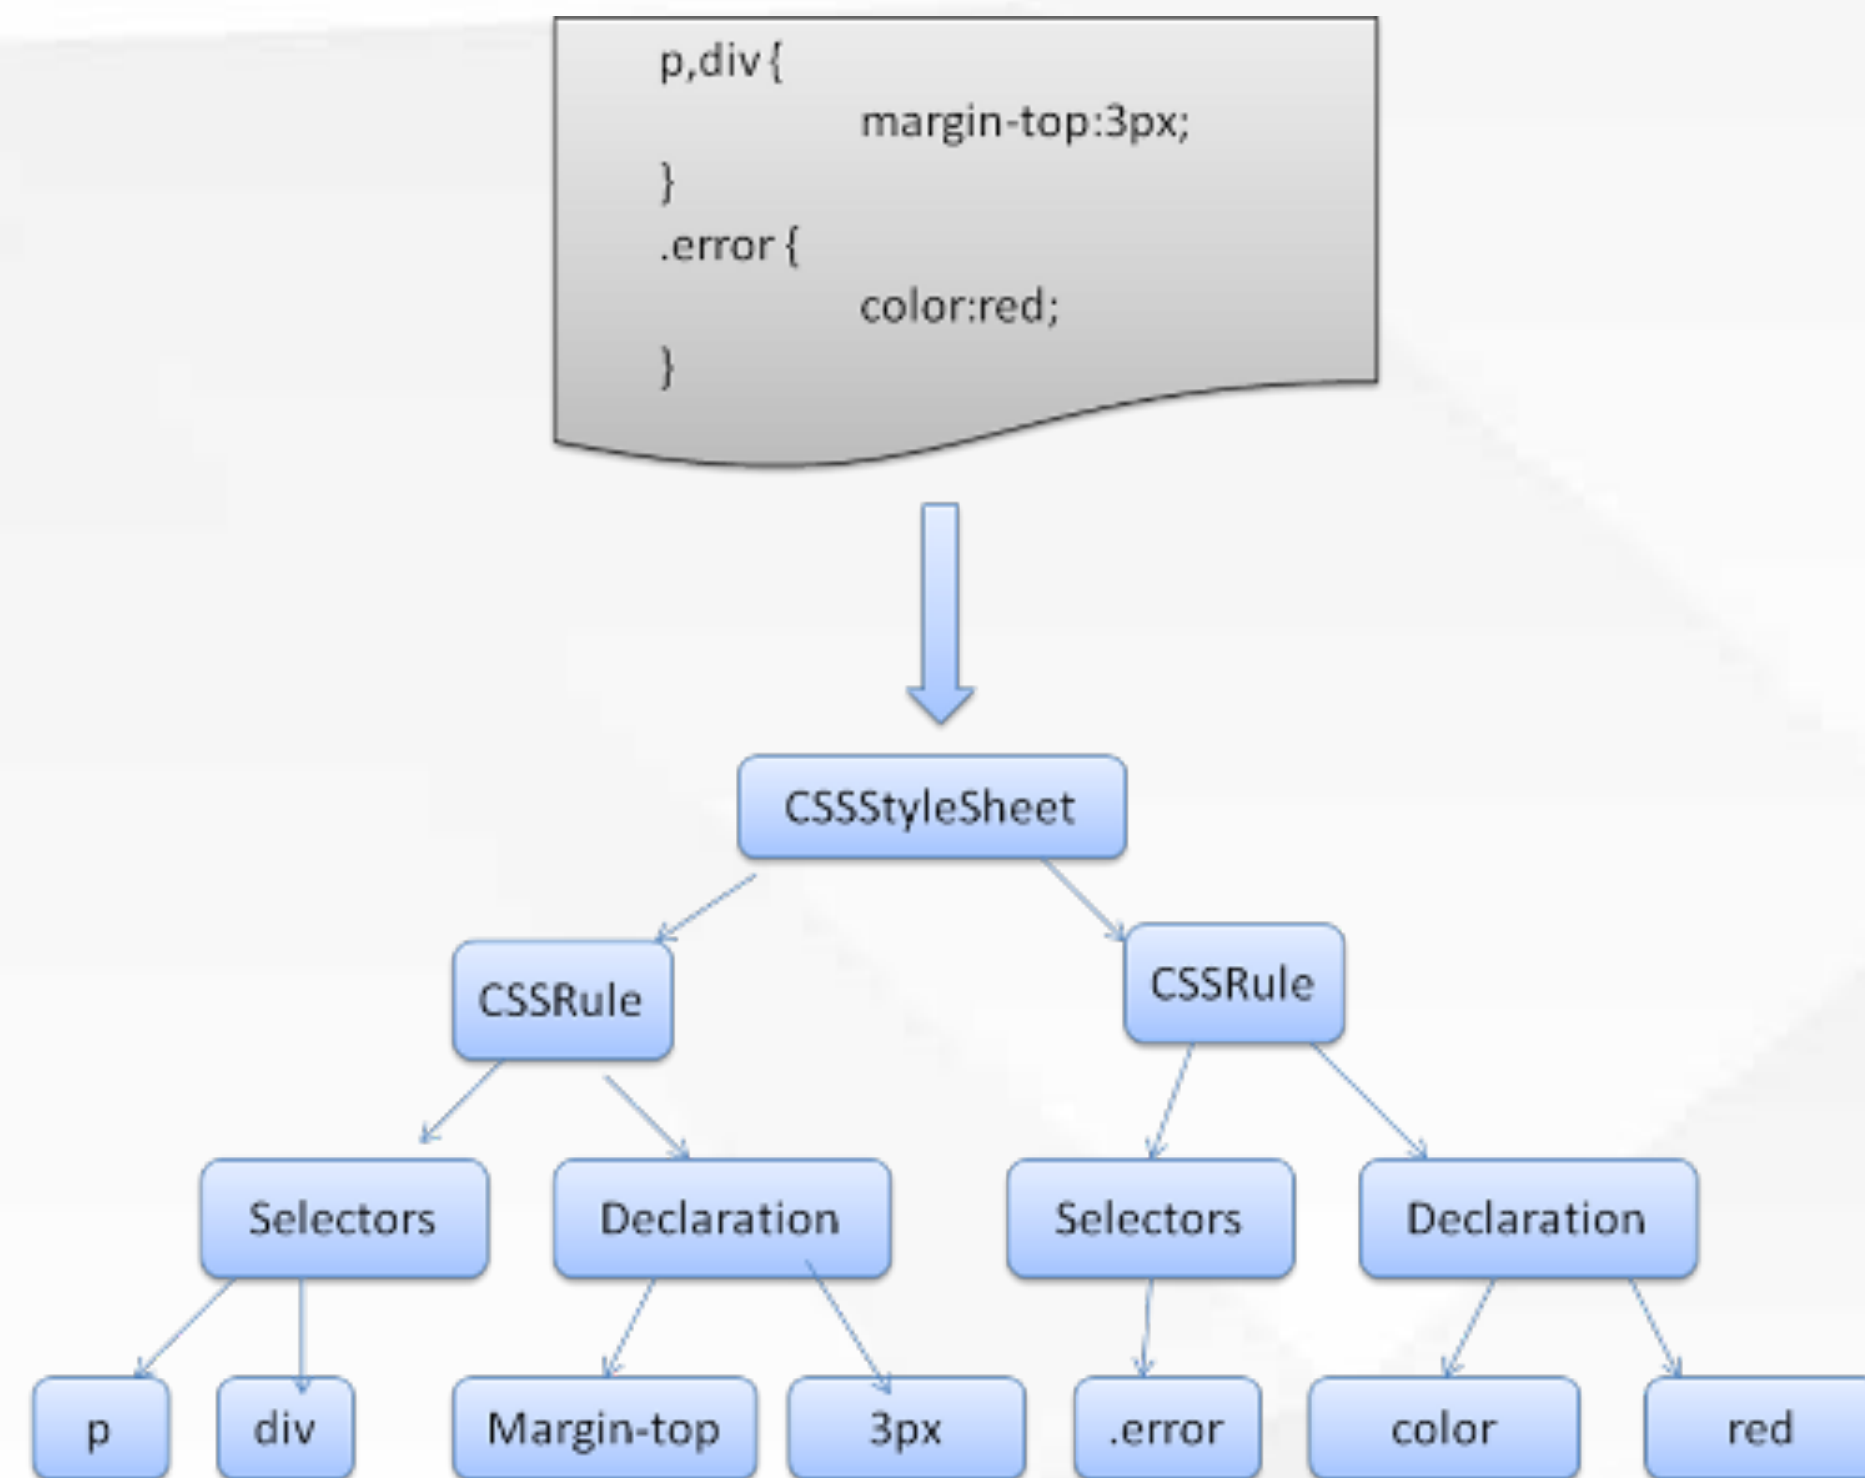 p,div {
margin-top:3px;
}
.error {
color:red;
}
CSSStyleSheet
CSSRule
CSSRule
Selectors
Declaration
Selectors
Declaration
p
div
Margin-top
3px
.error
color
red